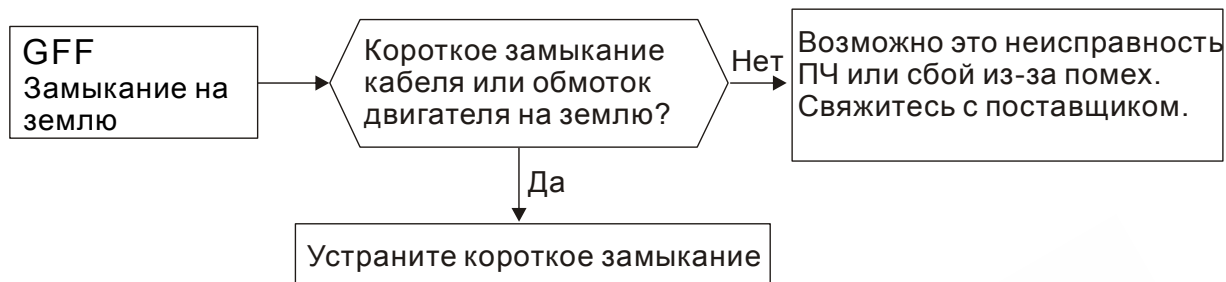 GFF
Замыкание на
землю
Короткое замыкание
кабеля или обмоток
двигателя на землю?
Нет
Возможно это неисправность
ПЧ или сбой из-за помех.
Свяжитесь с поставщиком.
Да
Устраните короткое замыкание